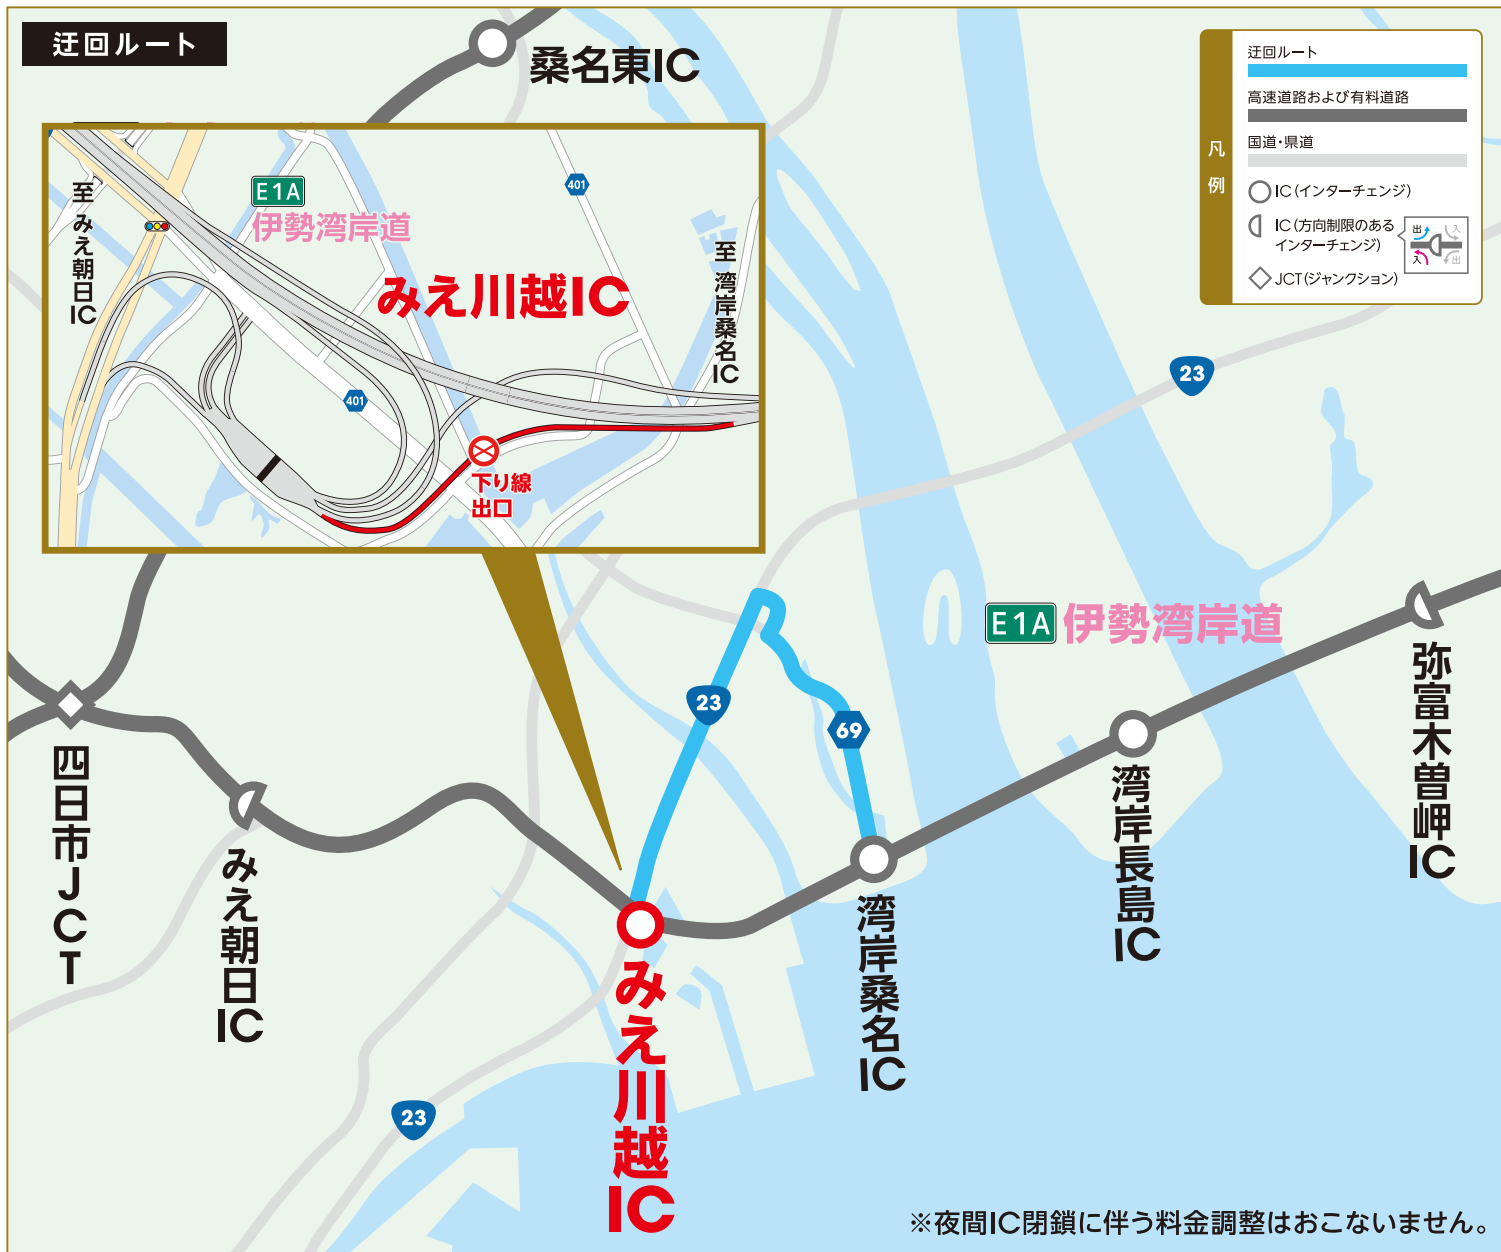 迂回ルート
桑名東IC
凡例
迂回ルート
高速道路および有料道路
国道・県道
IC(インターチェンジ)
IC(方向制限のある
インターチェンジ)
出
入
入
出
JCT(ジャンクション)
至 みえ朝日IC
E1A
伊勢湾岸道
401
みえ川越IC
至 湾岸桑名IC
401
下り線
出口
23
E1A 伊勢湾岸道
23
69
弥富木曽岬IC
湾岸長島IC
湾岸桑名IC
四日市JCT
みえ朝日IC
みえ川越IC
23
※夜間IC閉鎖に伴う料金調整はおこないません。